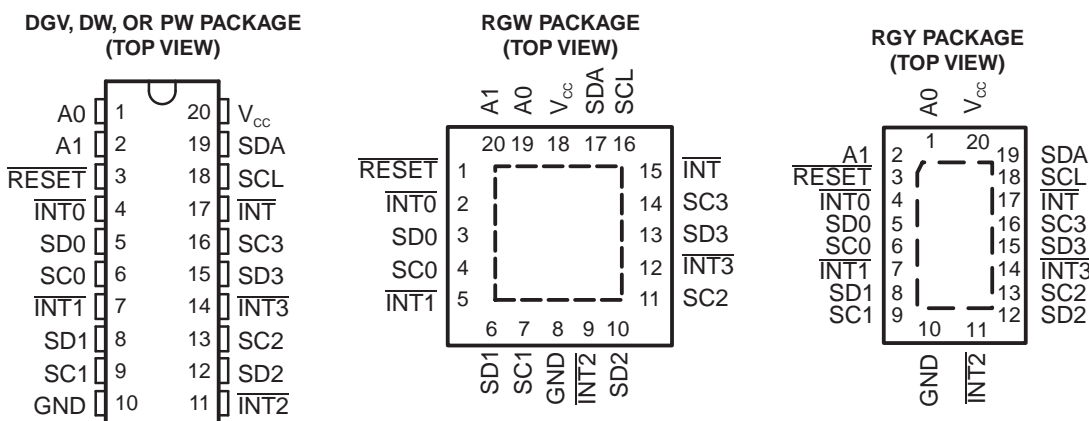 DGV, DW, OR PW PACKAGE
(TOP VIEW)
A0 1 20 VCC
A1 2 19 SDA
RESET 3 18 SCL
INT0 4 17 INT
SD0 5 16 SC3
SC0 6 15 SD3
INT1 7 14 INT3
SD1 8 13 SC2
SC1 9 12 SD2
GND 10 11 INT2
RGW PACKAGE
(TOP VIEW)
A1 A0 VCC SDA SCL
20 19 18 17 16
RESET 1 15 INT
INT0 2 14 SC3
SD0 3 13 SD3
SC0 4 12 INT3
INT1 5 11 SC2
6 7 8 9 10
SD1 SC1 GND INT2 SD2
RGY PACKAGE
(TOP VIEW)
A0 VCC
1 20
A1 2 19 SDA
RESET 3 18 SCL
INT0 4 17 INT
SD0 5 16 SC3
SC0 6 15 SD3
INT1 7 14 INT3
SD1 8 13 SC2
SC1 9 12 SD2
10 11
GND INT2